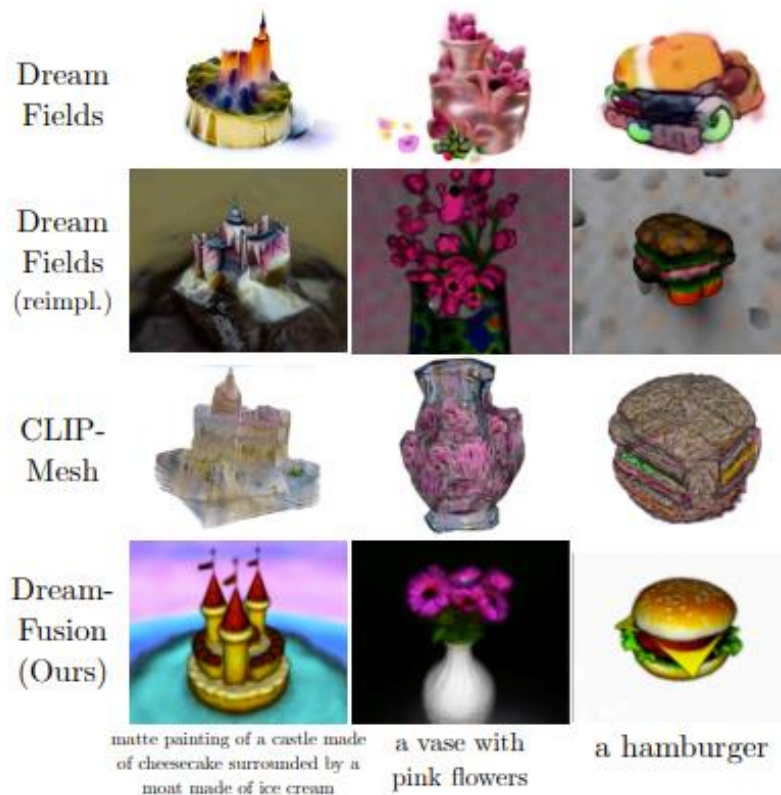 Dream
Fields
Dream
Fields
(reimpl.)
CLIP-
Mesh
Dream-
Fusion
(Ours)
matte painting of a castle made
of cheesecake surrounded by a
moat made of ice cream
a vase with
pink flowers
a hamburger